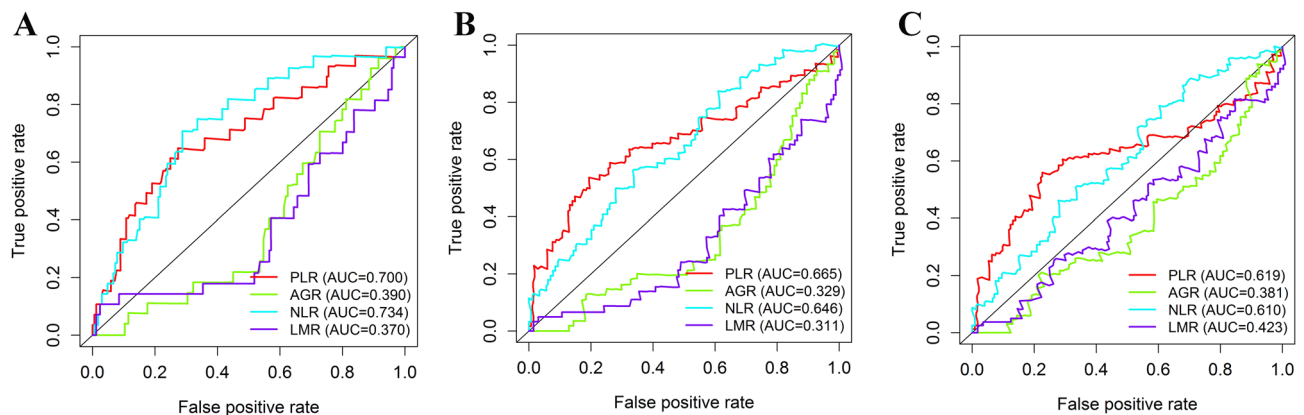 A
True positive rate
1.0
0.8
0.6
0.4
0.2
0.0
PLR (AUC=0.700)
AGR (AUC=0.390)
NLR (AUC=0.734)
LMR (AUC=0.370)
0.0 0.2 0.4 0.6 0.8 1.0
False positive rate
B
True positive rate
1.0
0.8
0.6
0.4
0.2
0.0
PLR (AUC=0.665)
AGR (AUC=0.329)
NLR (AUC=0.646)
LMR (AUC=0.311)
0.0 0.2 0.4 0.6 0.8 1.0
False positive rate
C
True positive rate
1.0
0.8
0.6
0.4
0.2
0.0
PLR (AUC=0.619)
AGR (AUC=0.381)
NLR (AUC=0.610)
LMR (AUC=0.423)
0.0 0.2 0.4 0.6 0.8 1.0
False positive rate